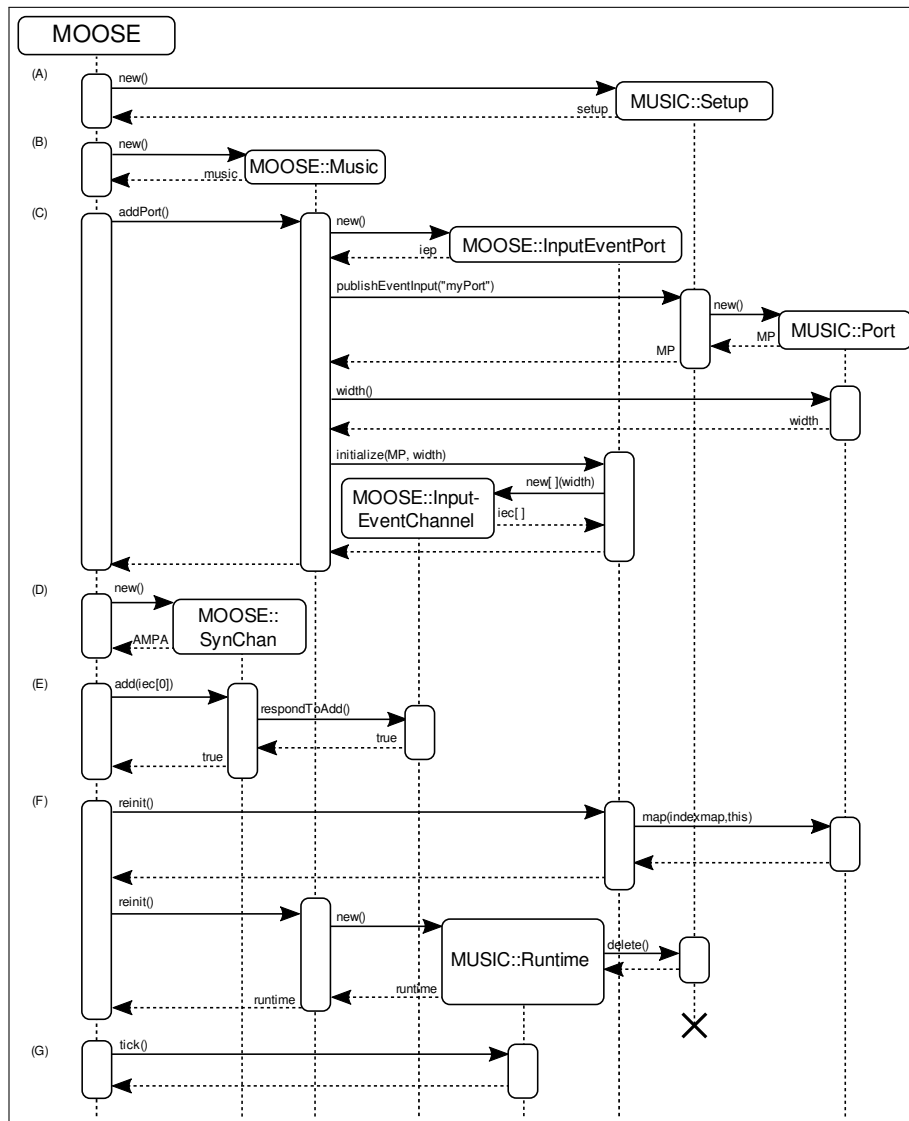 MOOSE
(A)
new()
MUSIC::Setup
setup
(B)
new()
MOOSE::Music
music
(C)
addPort()
new()
MOOSE::InputEventPort
iep
publishEventInput("myPort")
new()
MUSIC::Port
MP
MP
width()
width
initialize(MP, width)
new[ ](width)
MOOSE::Input-
EventChannel
iec[ ]
(D)
new()
MOOSE::
SynChan
AMPA
(E)
add(iec[0])
respondToAdd()
true
true
(F)
reinit()
map(indexmap,this)
reinit()
new()
MUSIC::Runtime
delete()
runtime
runtime
(G)
tick()